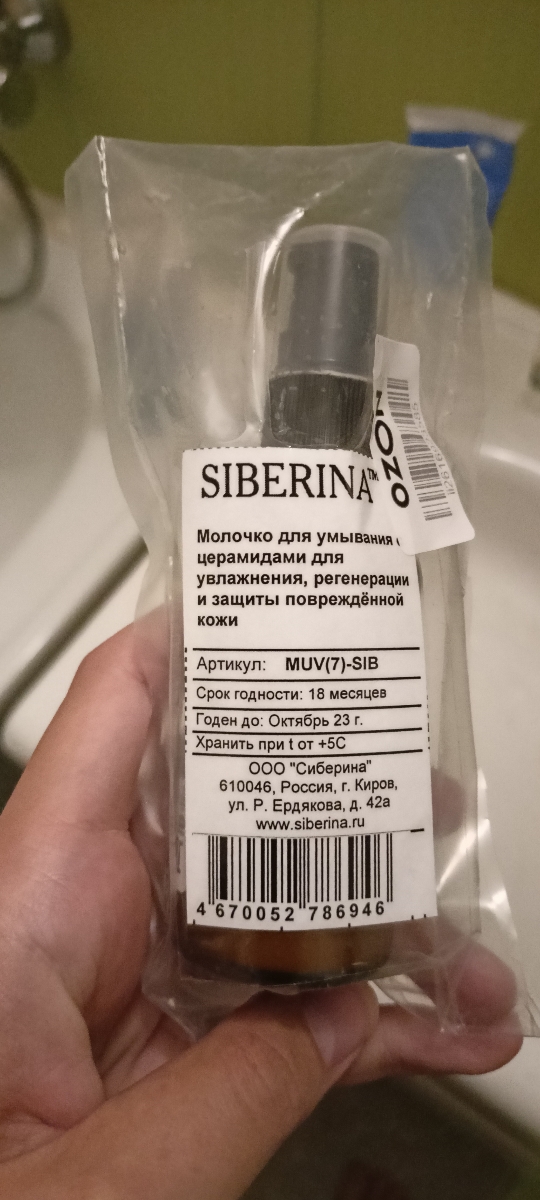 SIBERINA™
OZON
Молочко для умывания с
церамидами для
увлажнения, регенерации
и защиты повреждённой
кожи
Артикул: MUV(7)-SIB
Срок годности: 18 месяцев
Годен до: Октябрь 23 г.
Хранить при t от +5С
ООО "Сиберина"
610046, Россия, г. Киров,
ул. Р. Ердякова, д. 42а
www.siberina.ru
4 670052 786946